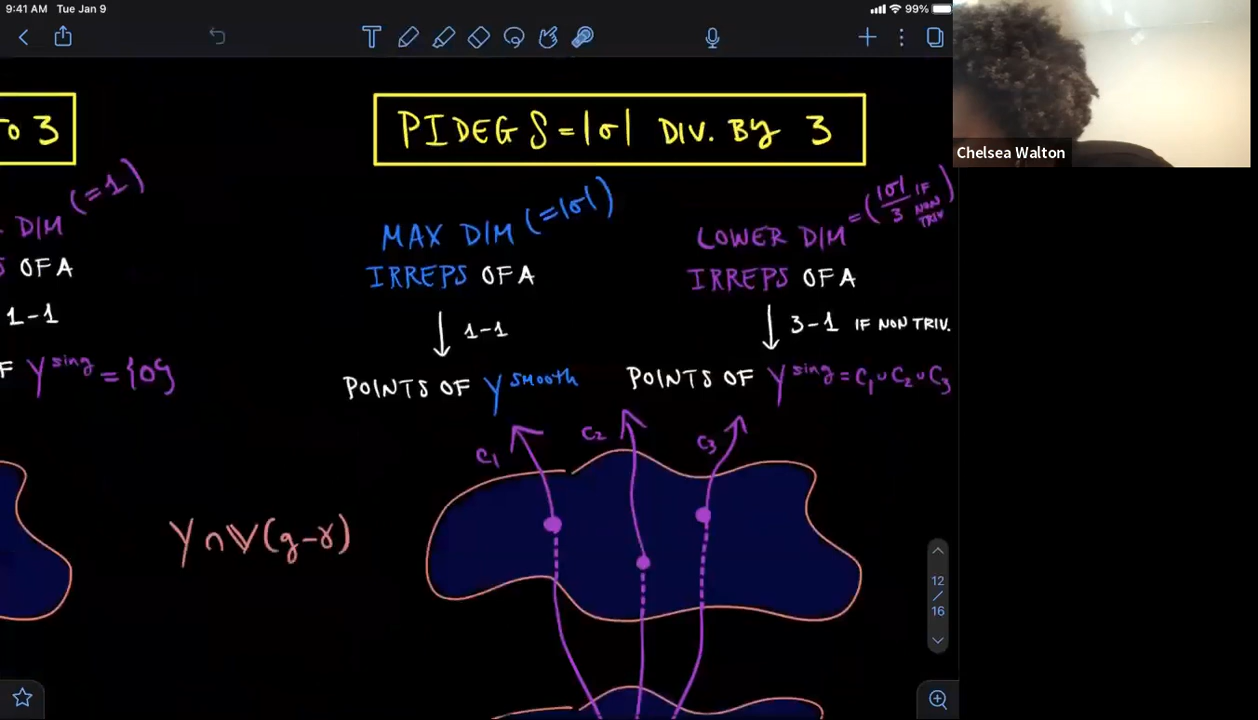 9:41 AM Tue Jan 9
99%
TO 3
DIM (=1)
OF A
1-1
F Y sing = {0}
PIDEG S = |σ| DIV. BY 3
MAX DIM (=|σ|)
IRREPS OF A
1-1
POINTS OF Y SMOOTH
LOWER DIM = (|σ|/3 IF NON TRIV)
IRREPS OF A
3-1 IF NON TRIV.
POINTS OF Y sing = C1 ∪ C2 ∪ C3
C1
C2
C3
Y ∩ V(g-γ)
12
/
16
Chelsea Walton